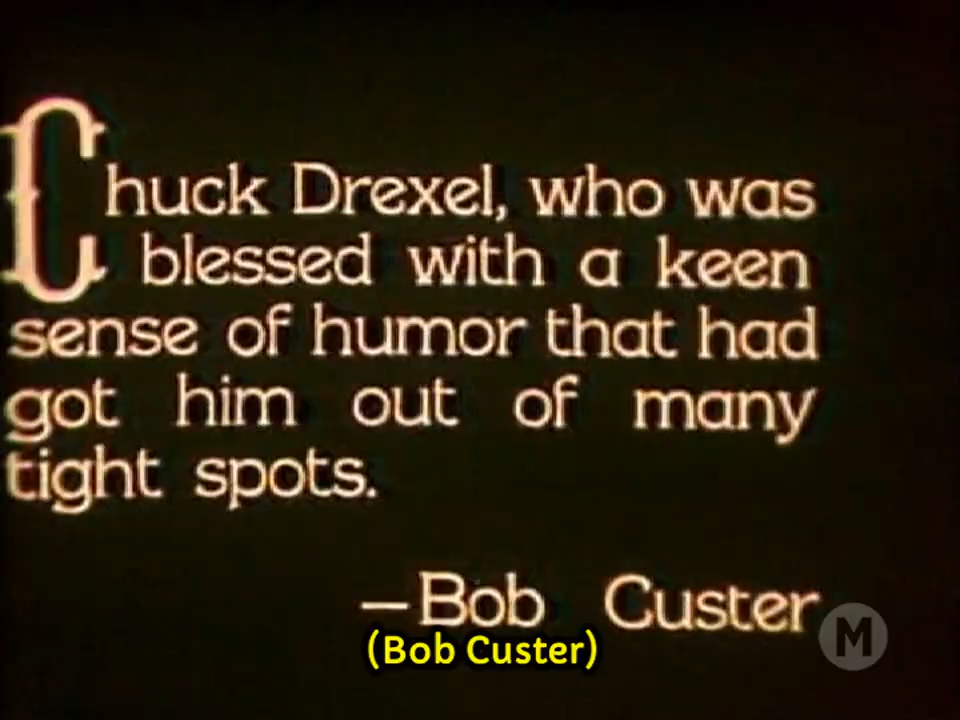 Chuck Drexel, who was
blessed with a keen
sense of humor that had
got him out of many
tight spots.
—Bob Custer
(Bob Custer)
M